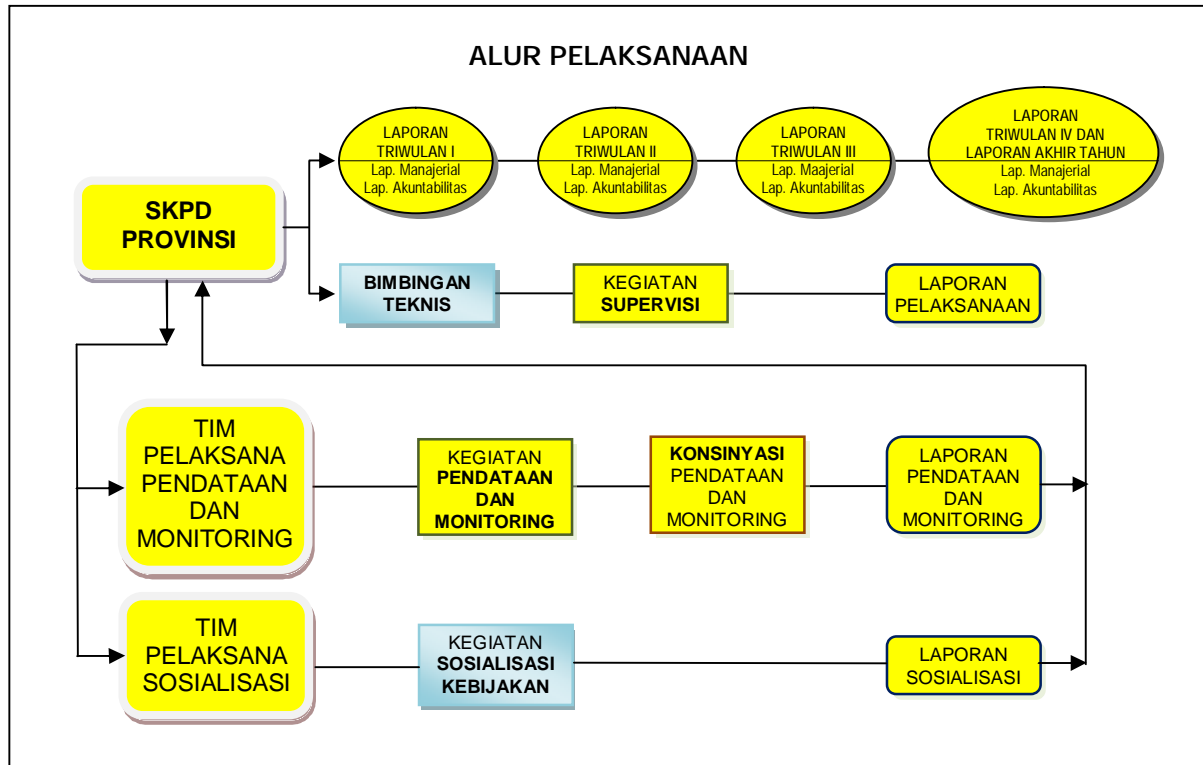 ALUR PELAKSANAAN
LAPORAN
TRIWULAN I
Lap. Manajerial
Lap. Akuntabilitas
LAPORAN
TRIWULAN II
Lap. Manajerial
Lap. Akuntabilitas
LAPORAN
TRIWULAN III
Lap. Maajerial
Lap. Akuntabilitas
LAPORAN
TRIWULAN IV DAN
LAPORAN AKHIR TAHUN
Lap. Manajerial
Lap. Akuntabilitas
SKPD
PROVINSI
BIMBINGAN
TEKNIS
KEGIATAN
SUPERVISI
LAPORAN
PELAKSANAAN
TIM
PELAKSANA
PENDATAAN
DAN
MONITORING
KEGIATAN
PENDATAAN
DAN
MONITORING
KONSINYASI
PENDATAAN
DAN
MONITORING
LAPORAN
PENDATAAN
DAN
MONITORING
TIM
PELAKSANA
SOSIALISASI
KEGIATAN
SOSIALISASI
KEBIJAKAN
LAPORAN
SOSIALISASI